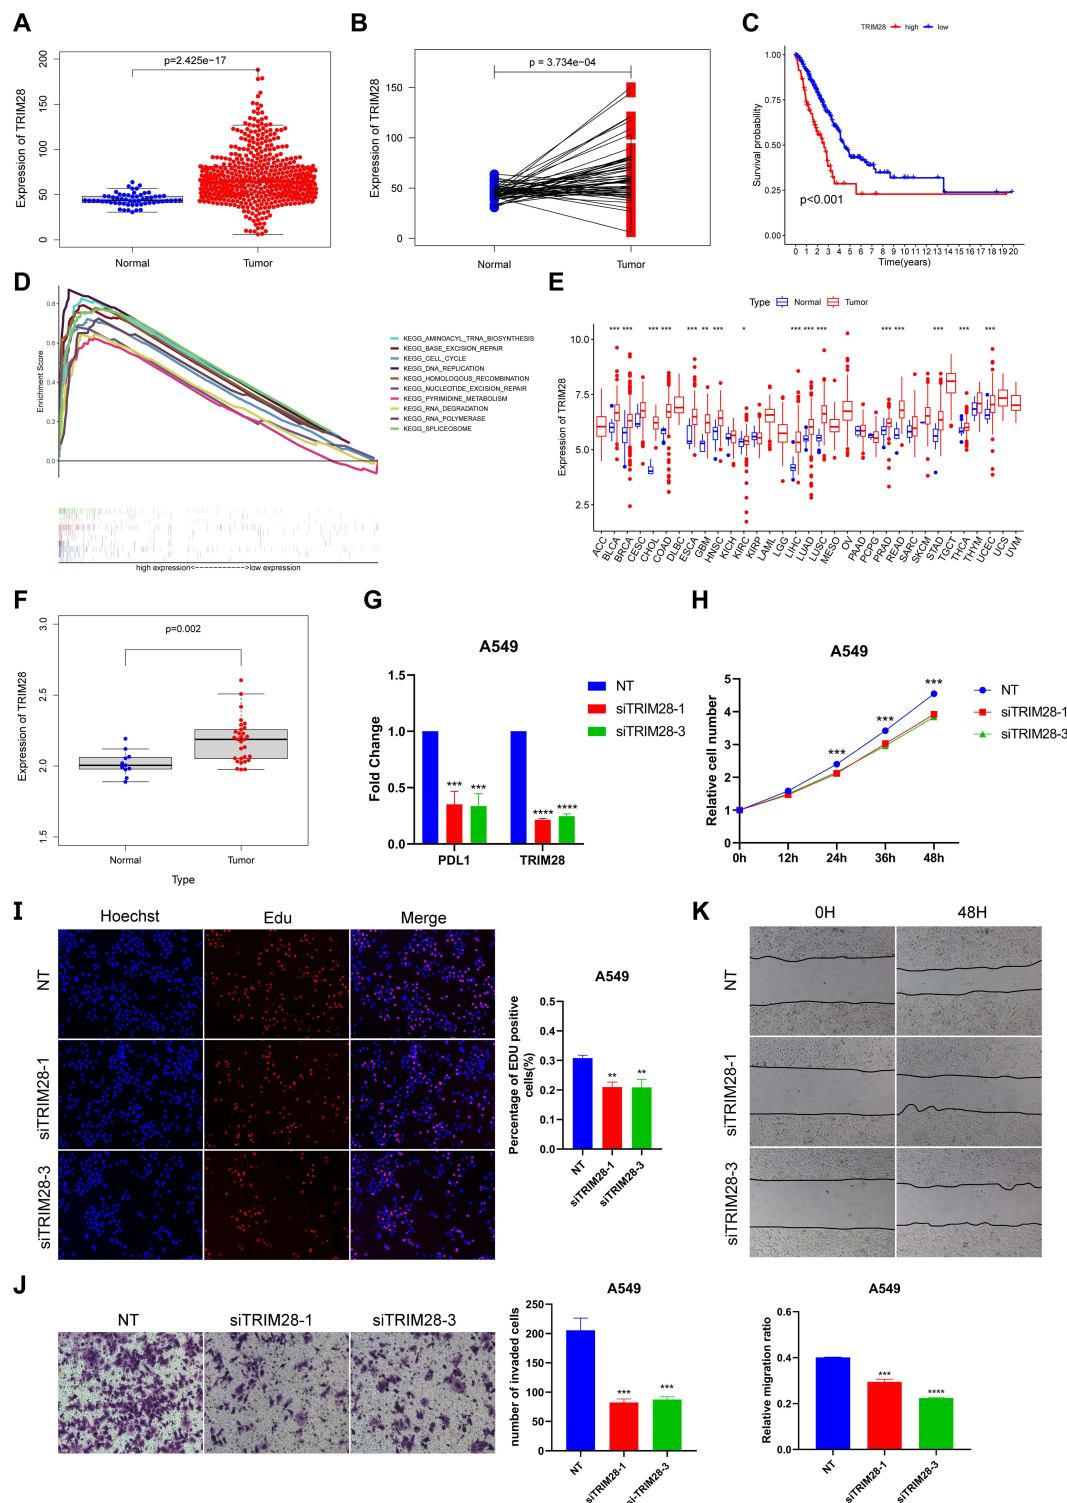 A
p=2.425e−17
Expression of TRIM28
0
50
100
150
200
Normal
Tumor
B
p = 3.734e−04
Expression of TRIM28
0
50
100
150
Normal
Tumor
C
TRIM28 high low
Survival probability
1.00
0.75
0.50
0.25
0.00
p<0.001
0 1 2 3 4 5 6 7 8 9 10 11 12 13 14 15 16 17 18 19 20
Time(years)
D
Enrichment Score
0.8
0.6
0.4
0.2
0.0
KEGG_AMINOACYL_TRNA_BIOSYNTHESIS
KEGG_BASE_EXCISION_REPAIR
KEGG_CELL_CYCLE
KEGG_DNA_REPLICATION
KEGG_HOMOLOGOUS_RECOMBINATION
KEGG_NUCLEOTIDE_EXCISION_REPAIR
KEGG_PYRIMIDINE_METABOLISM
KEGG_RNA_DEGRADATION
KEGG_RNA_POLYMERASE
KEGG_SPLICEOSOME
high expression<−−−−−−−−−−−>low expression
E
Type Normal Tumor
*** *** *** *** *** ** *** * *** *** *** *** *** *** *** ***
Expression of TRIM28
10.0
7.5
5.0
2.5
ACC BLCA BRCA CESC CHOL COAD DLBC ESCA GBM HNSC KICH KIRC KIRP LAML LGG LIHC LUAD LUSC MESO OV PAAD PCPG PRAD READ SARC SKCM STAD TGCT THCA THYM UCEC UCS UVM
F
p=0.002
Expression of TRIM28
3.0
2.5
2.0
1.5
Normal
Tumor
Type
G
A549
Fold Change
1.5
1.0
0.5
0.0
*** ***
**** ****
PDL1
TRIM28
NT
siTRIM28-1
siTRIM28-3
H
A549
Relative cell number
5
4
3
2
1
0
***
***
***
0h 12h 24h 36h 48h
NT
siTRIM28-1
siTRIM28-3
I
Hoechst Edu Merge
NT
siTRIM28-1
siTRIM28-3
A549
Percentage of EDU positive
cells(%)
0.5
0.4
0.3
0.2
0.1
0.0
** **
NT
siTRIM28-1
siTRIM28-3
K
0H 48H
NT
siTRIM28-1
siTRIM28-3
J
NT siTRIM28-1 siTRIM28-3
A549
number of invaded cells
250
200
150
100
50
0
*** ***
NT
siTRIM28-1
si-TRIM28-3
A549
Relative migration ratio
0.6
0.4
0.2
0.0
***
****
NT
siTRIM28-1
siTRIM28-3